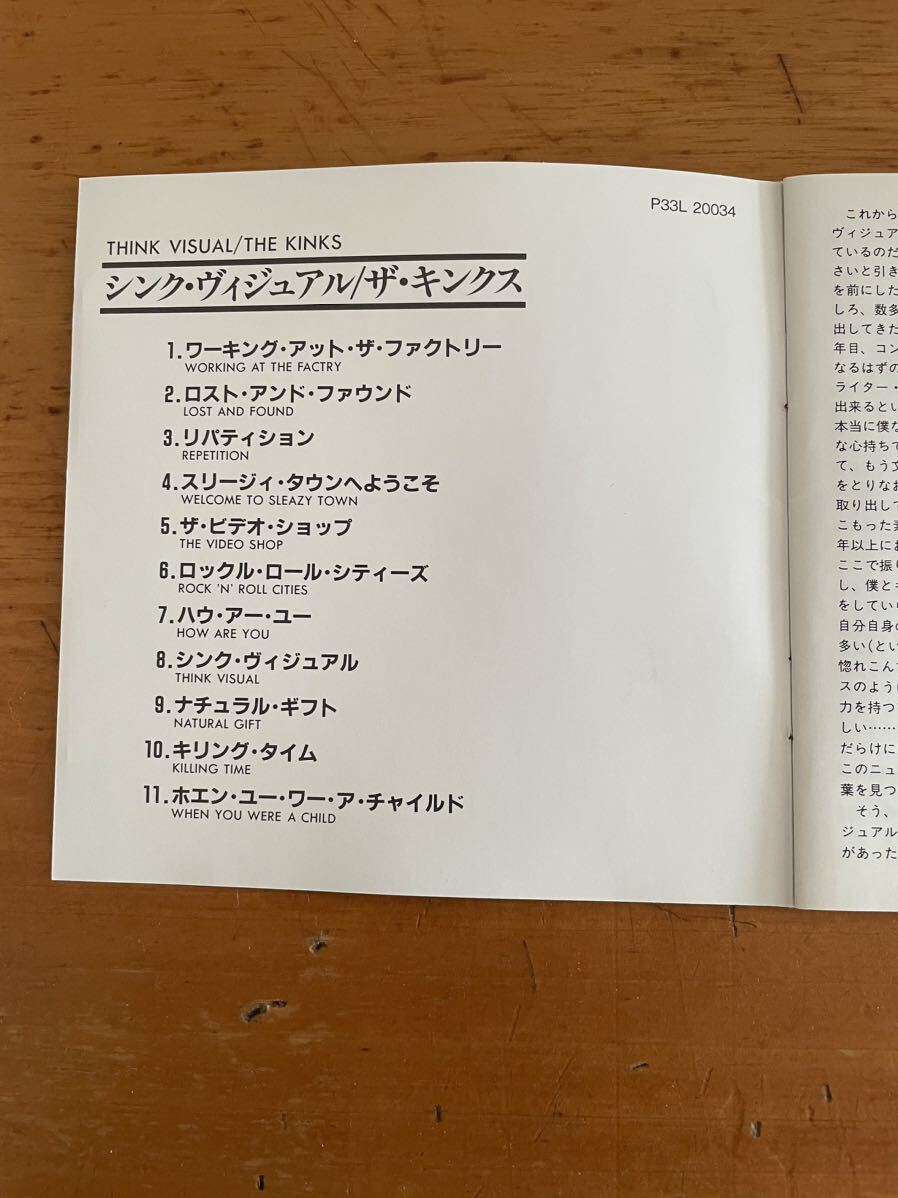 P33L 20034
THINK VISUAL/THE KINKS
シンク・ヴィジュアル/ザ・キンクス
1.ワーキング・アット・ザ・ファクトリー
WORKING AT THE FACTRY
2.ロスト・アンド・ファウンド
LOST AND FOUND
3.リパティション
REPETITION
4.スリージィ・タウンへようこそ
WELCOME TO SLEAZY TOWN
5.ザ・ビデオ・ショップ
THE VIDEO SHOP
6.ロックル・ロール・シティーズ
ROCK 'N' ROLL CITIES
7.ハウ・アー・ユー
HOW ARE YOU
8.シンク・ヴィジュアル
THINK VISUAL
9.ナチュラル・ギフト
NATURAL GIFT
10.キリング・タイム
KILLING TIME
11.ホエン・ユー・ワー・ア・チャイルド
WHEN YOU WERE A CHILD
これから
ヴィジュア
ているのだ
さいと引き
を前にした
しろ、数多
出してきた
年目、コン
なるはずの
ライター・
出来るとい
本当に僕な
な心持ちで
て、もう文
をとりなお
取り出して
こもった
年以上にお
ここで振り
し、僕と
をしてい
自分自身の
多い(とい
惚れこん
スのように
力を持つ
しい……
だらけに
このニュー
葉を見つ
そう、
ジュアル
があった